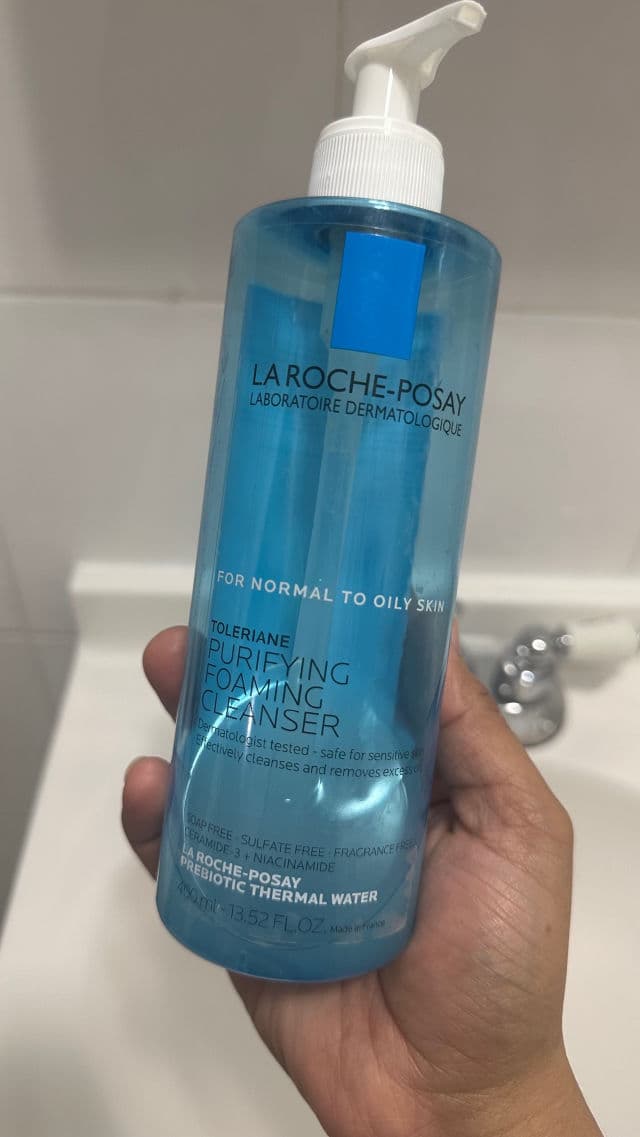 LA ROCHE-POSAY
LABORATOIRE DERMATOLOGIQUE
FOR NORMAL TO OILY SKIN
TOLERIANE
PURIFYING
FOAMING
CLEANSER
Dermatologist tested - safe for sensitive
Effectively cleanses and removes excess
SOAP FREE · SULFATE FREE · FRAGRANCE FREE
CERAMIDE-3 + NIACINAMIDE
LA ROCHE-POSAY
PREBIOTIC THERMAL WATER
400 ml - 13.52 FL.OZ. Made in France